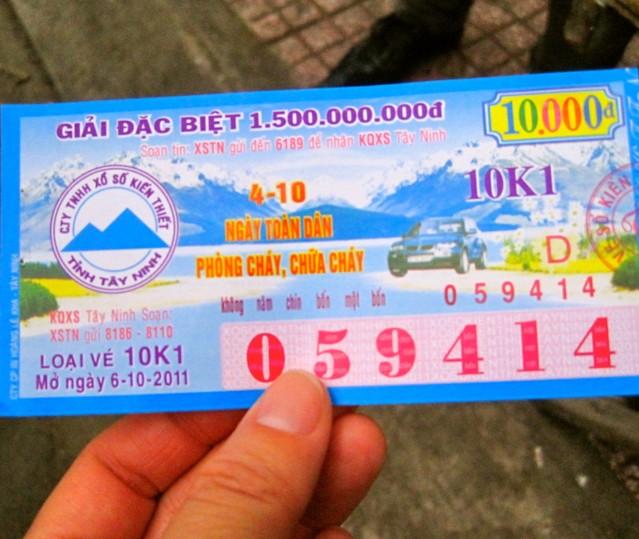 GIẢI ĐẶC BIỆT 1.500.000.000đ
10.000đ
Soạn tin: XSTN gửi đến 6189 để nhận KQXS Tây Ninh
10K1
CTY TNHH XỔ SỐ KIẾN THIẾT
TỈNH TÂY NINH
4-10
NGÀY TOÀN DÂN
PHÒNG CHÁY, CHỮA CHÁY
D
không năm chín bốn một bốn
059414
KQXS Tây Ninh Soạn:
XSTN gửi 8186 - 8110
LOẠI VÉ 10K1
Mở ngày 6-10-2011
059414